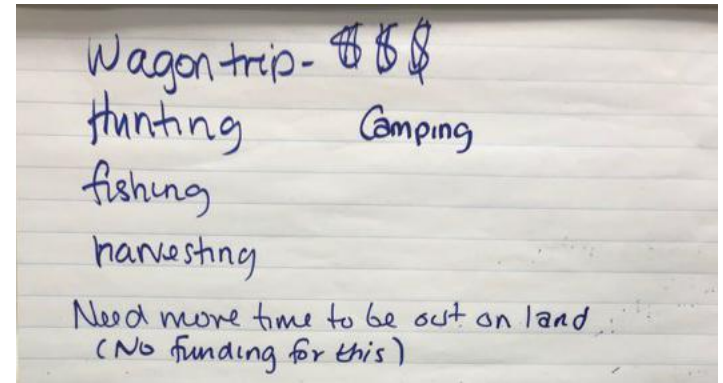 Wagon trip - $ $ $
Hunting Camping
fishing
harvesting
Need more time to be out on land
(No funding for this)